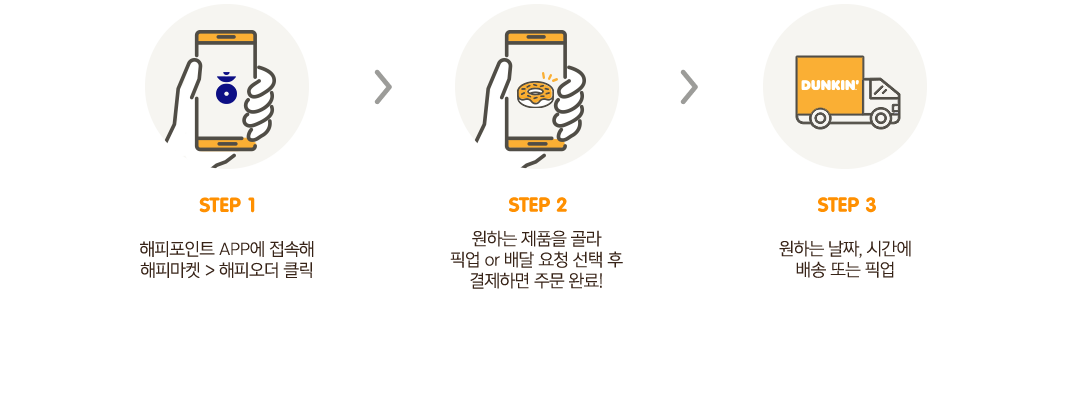 DUNKIN'
STEP 1
해피포인트 APP에 접속해
해피마켓 > 해피오더 클릭
STEP 2
원하는 제품을 골라
픽업 or 배달 요청 선택 후
결제하면 주문 완료!
STEP 3
원하는 날짜, 시간에
배송 또는 픽업